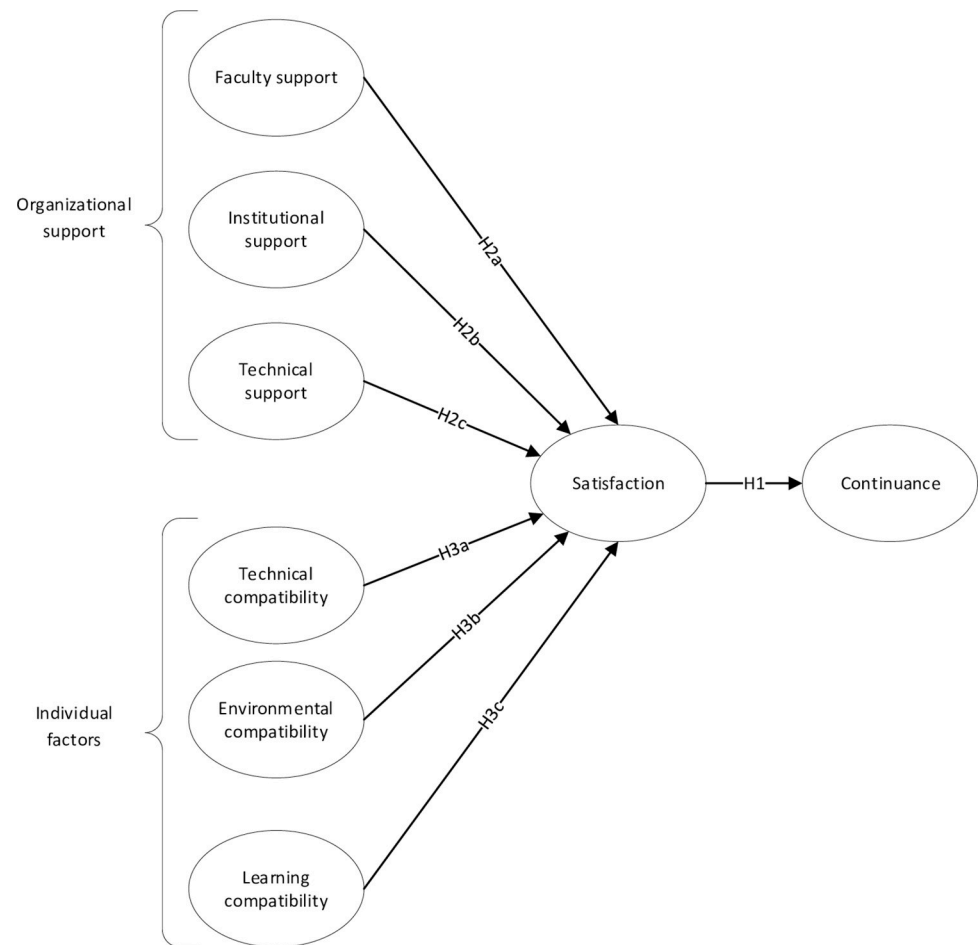 Faculty support
Organizational
support
Institutional
support
Technical
support
H2a
H2b
H2c
Satisfaction
H1
Continuance
Individual
factors
Technical
compatibility
Environmental
compatibility
Learning
compatibility
H3a
H3b
H3c